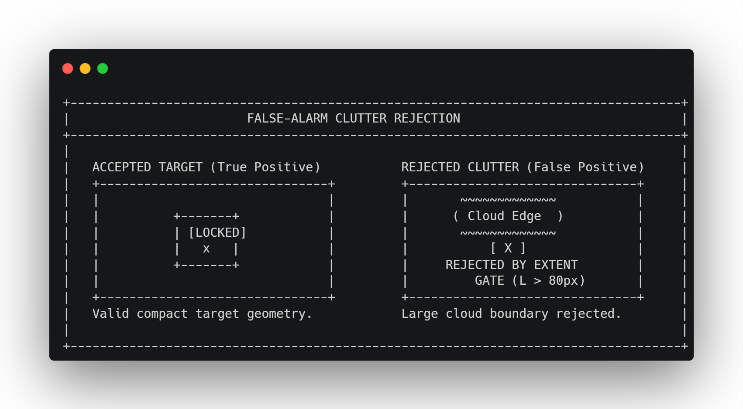 FALSE-ALARM CLUTTER REJECTION
ACCEPTED TARGET (True Positive)
[LOCKED]
x
Valid compact target geometry.
REJECTED CLUTTER (False Positive)
~~~~~~~~~~~~~
( Cloud Edge  )
~~~~~~~~~~~~~
[ X ]
REJECTED BY EXTENT
GATE (L > 80px)
Large cloud boundary rejected.